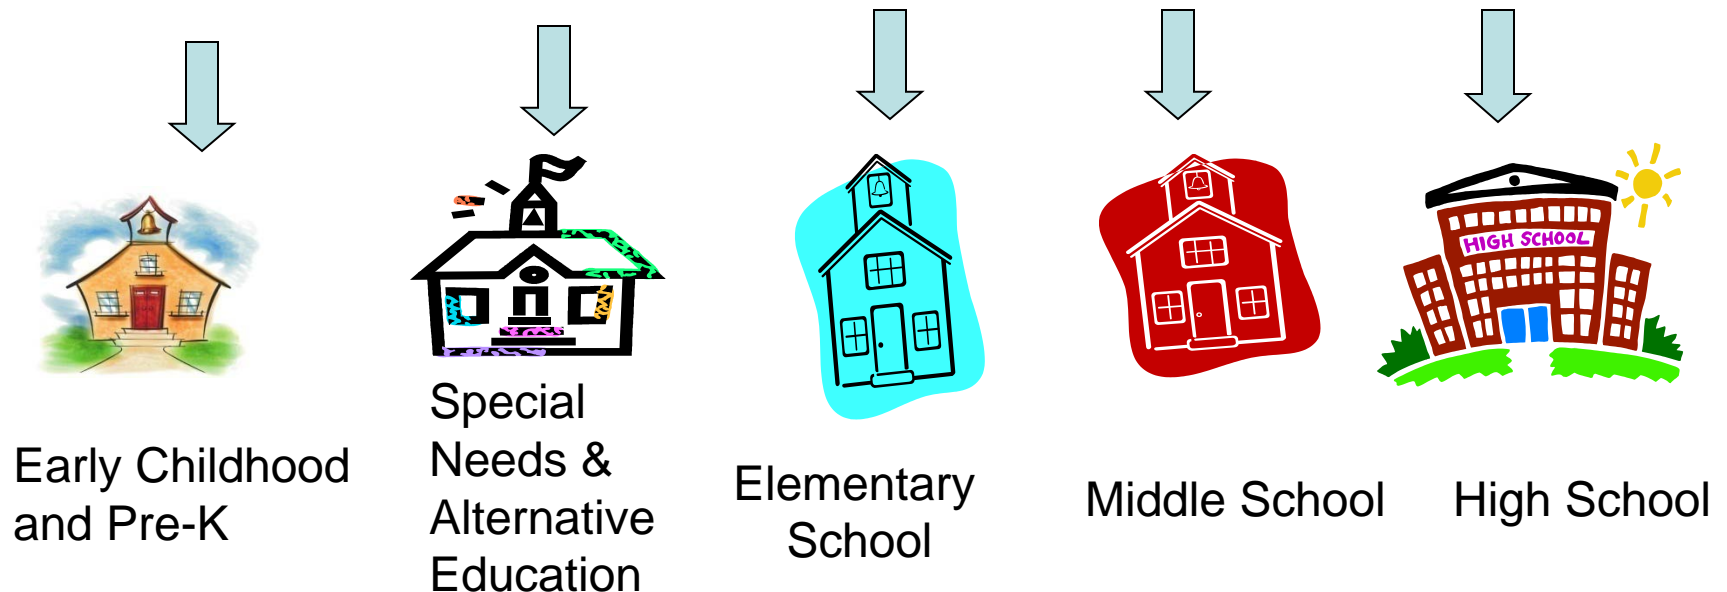 HIGH SCHOOL
Early Childhood
and Pre-K
Special
Needs &
Alternative
Education
Elementary
School
Middle School
High School